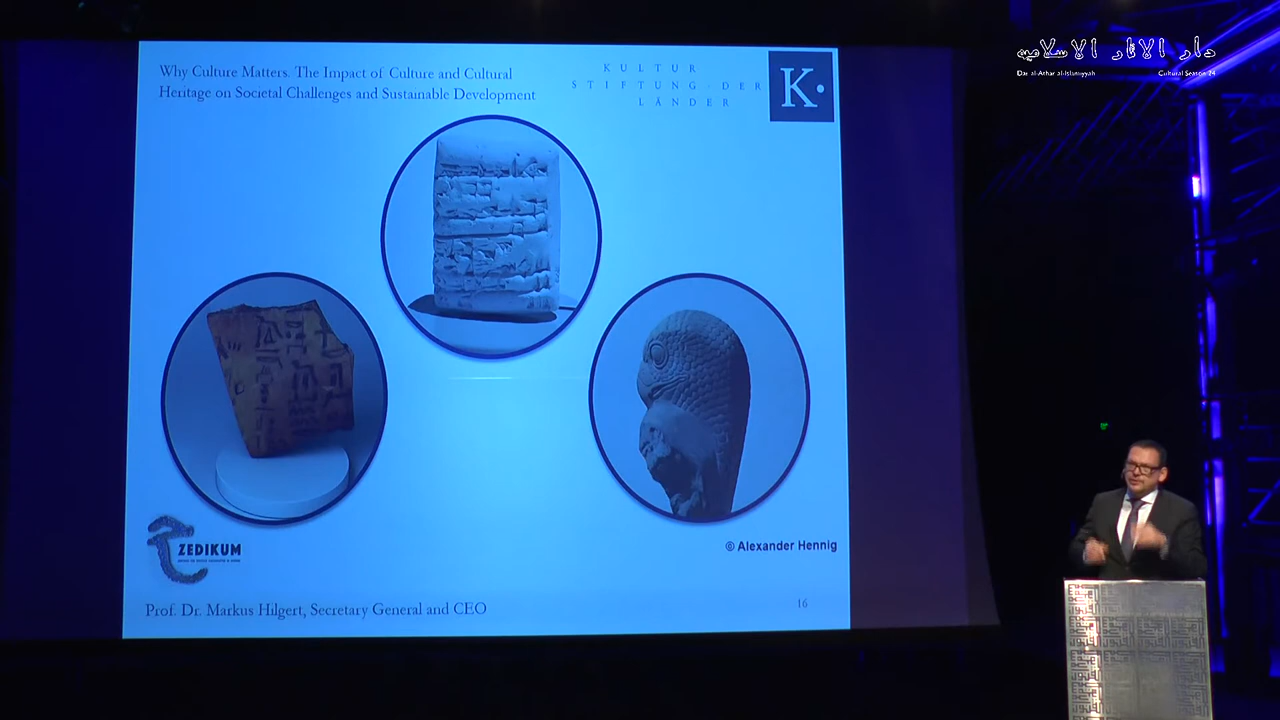 Why Culture Matters. The Impact of Culture and Cultural
Heritage on Societal Challenges and Sustainable Development
KULTUR
STIFTUNG · DER
LÄNDER
K·
دار الآثار الإسلاميه
Dar al-Athar al-Islamiyyah
Cultural Season 24
ZEDIKUM
© Alexander Hennig
Prof. Dr. Markus Hilgert, Secretary General and CEO
16